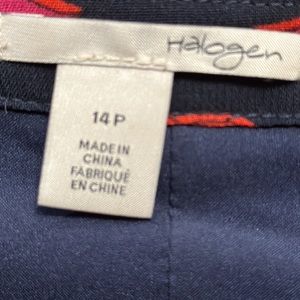 Halogen
14P
MADE IN
CHINA
FABRIQUÉ
EN CHINE